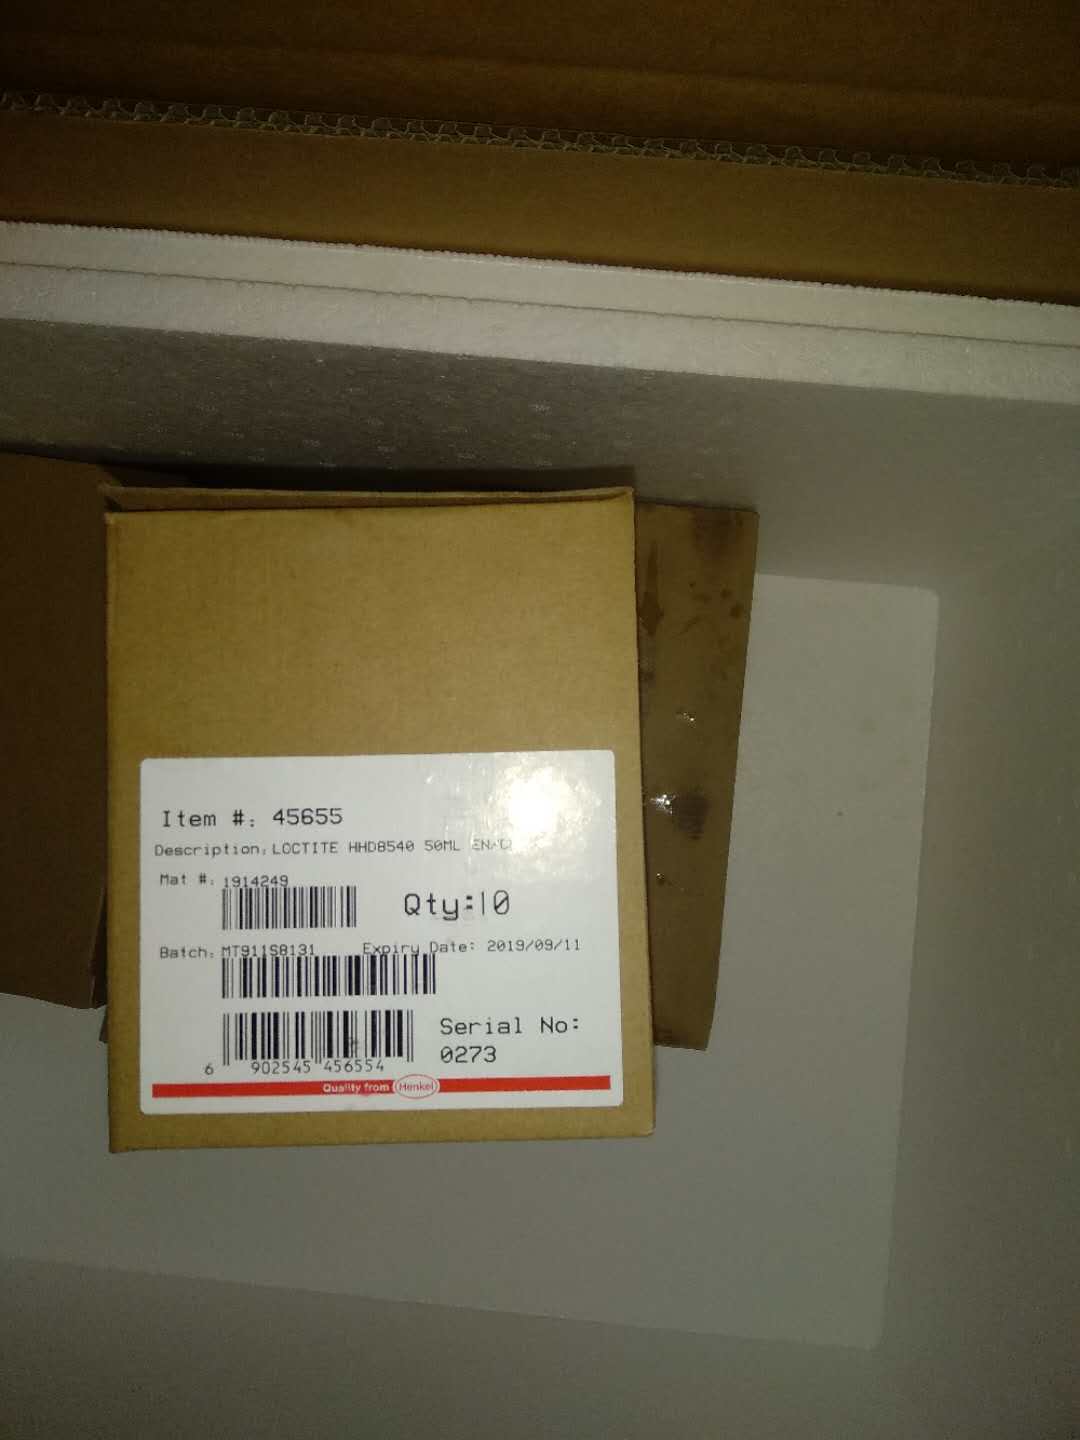 Item #: 45655
Description: LOCTITE HHD8540 50ML
Mat #: 1914249
Qty:10
Batch: MT911S8131 Expiry Date: 2019/09/11
Serial No:
0273
6 902545 456554
Quality from Henkel